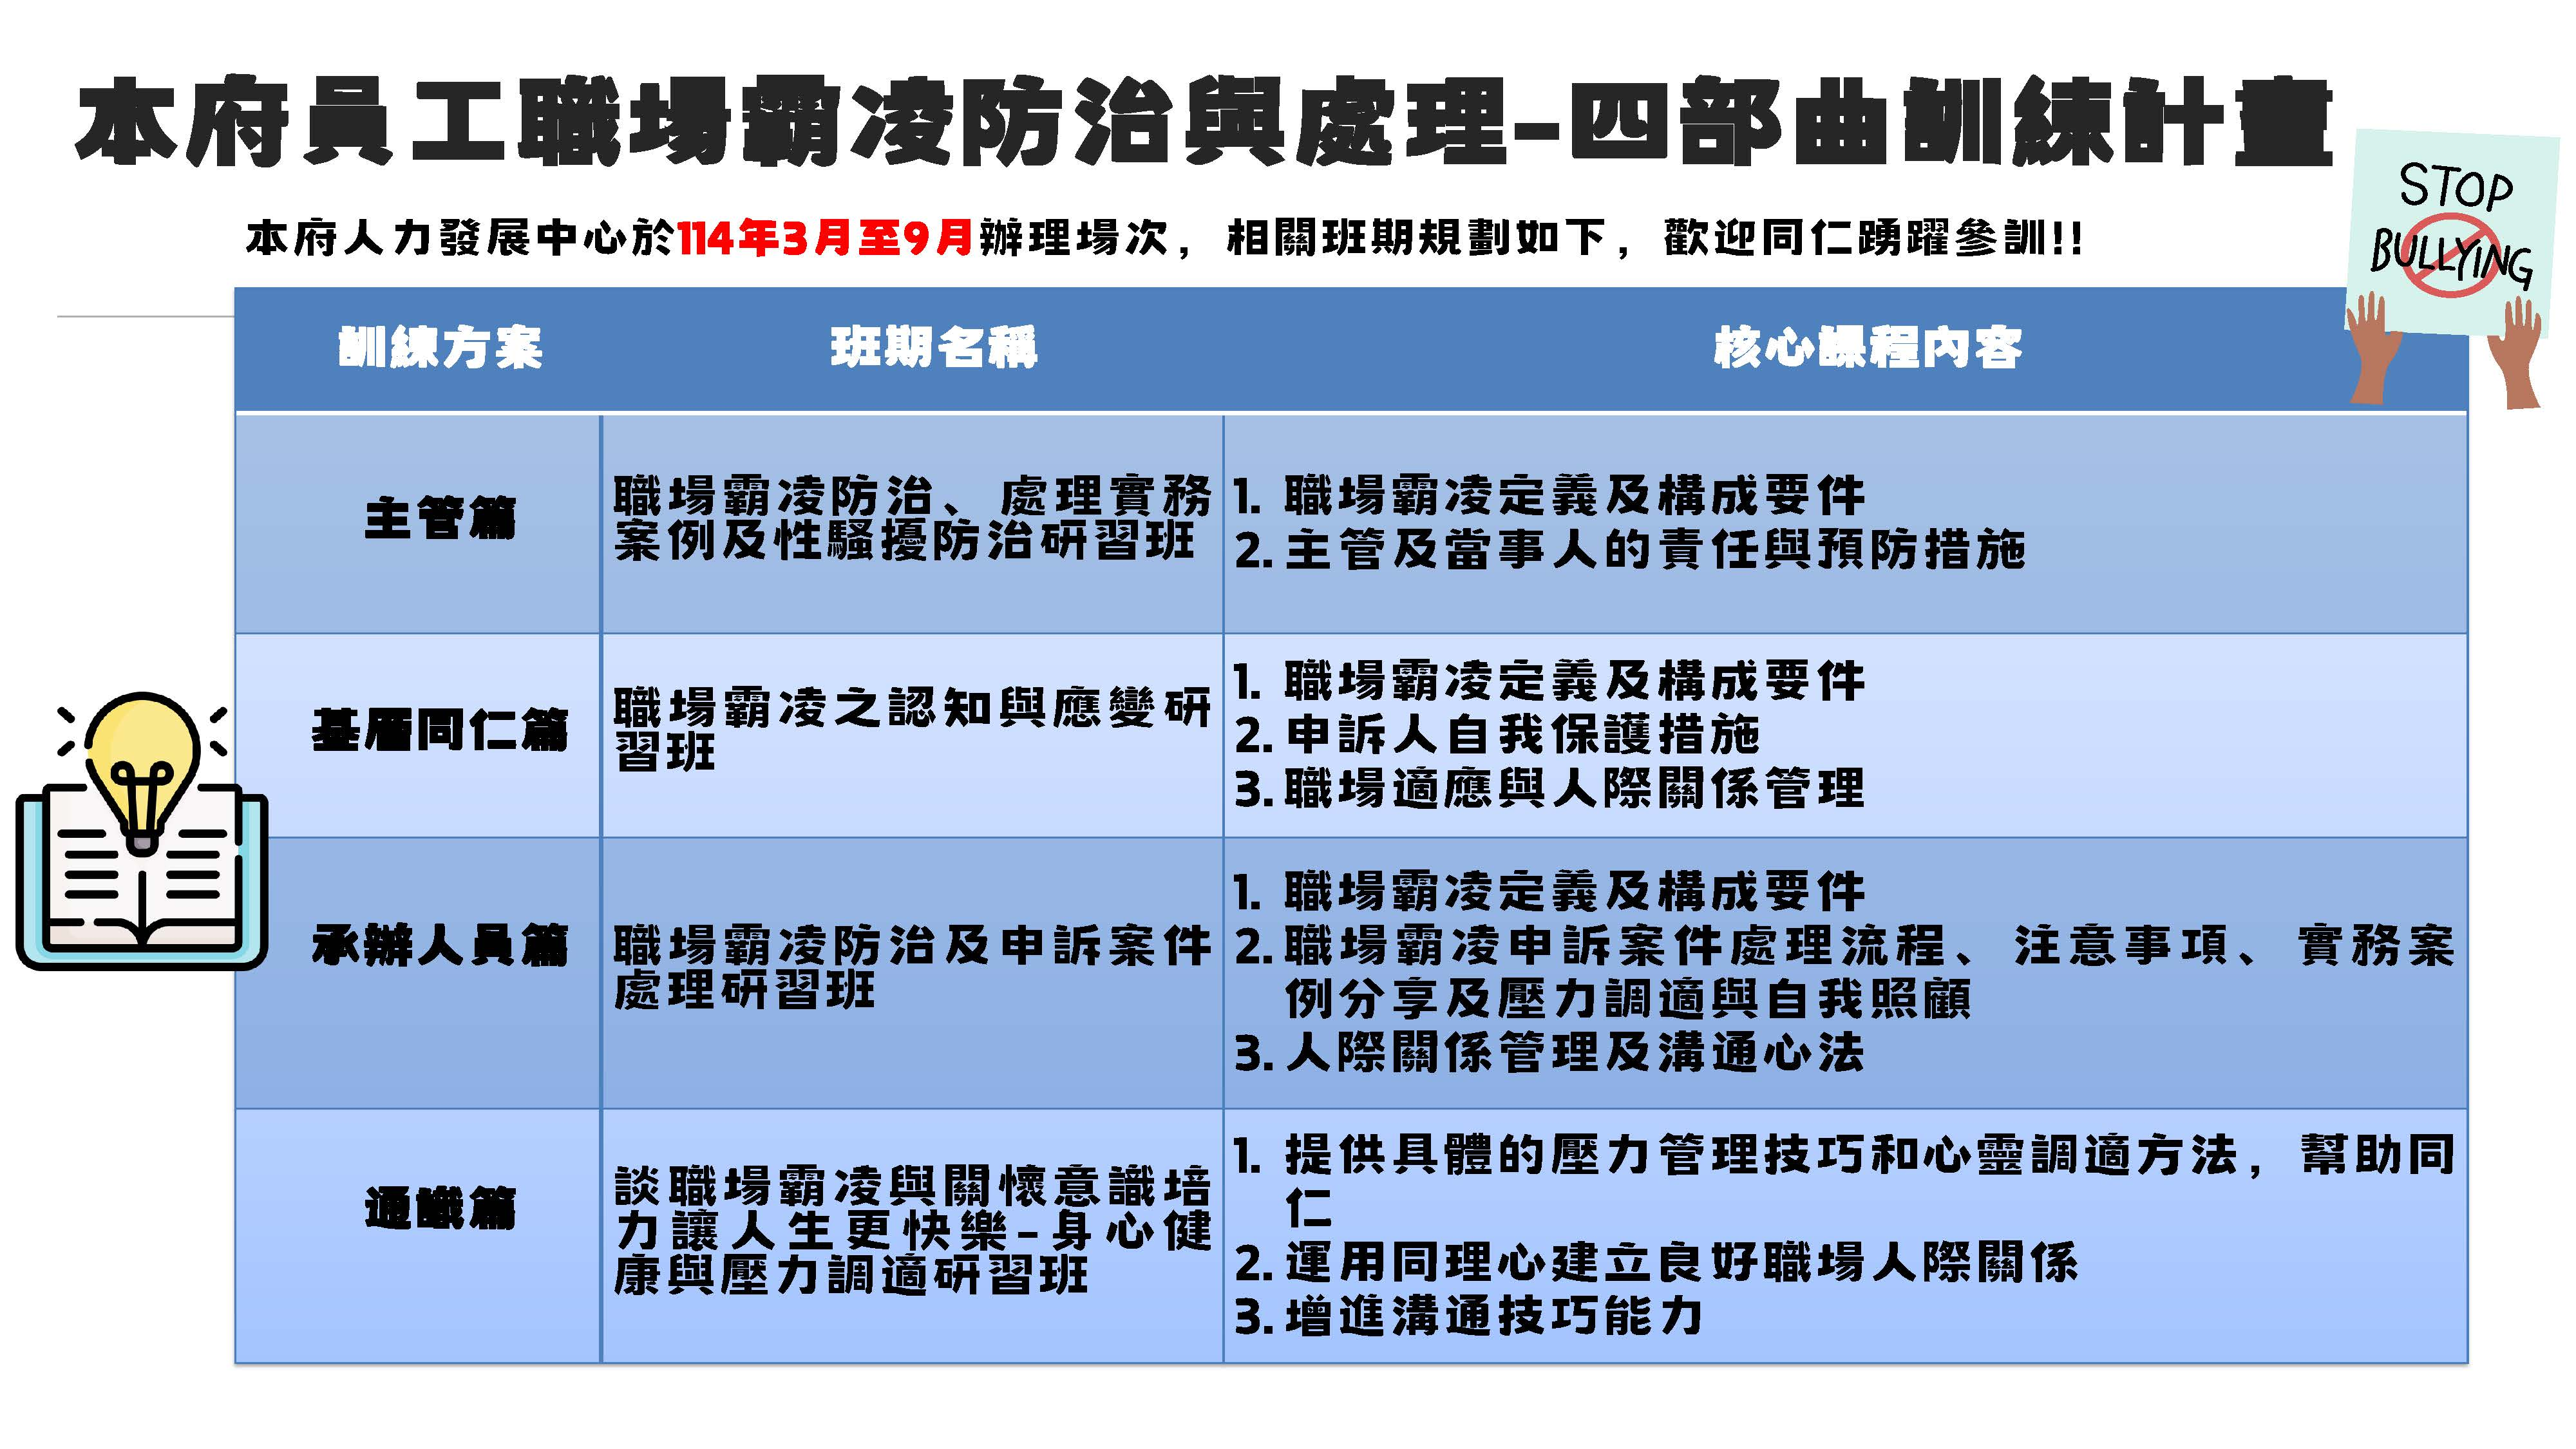 本府員工職場霸凌防治與處理-四部曲訓練計畫
STOP
BULLYING
本府人力發展中心於114年3月至9月辦理場次，相關班期規劃如下，歡迎同仁踴躍參訓!!
訓練方案
班期名稱
核心課程內容
主管篇
職場霸凌防治、處理實務
案例及性騷擾防治研習班
1. 職場霸凌定義及構成要件
2. 主管及當事人的責任與預防措施
基層同仁篇
職場霸凌之認知與應變研
習班
1. 職場霸凌定義及構成要件
2. 申訴人自我保護措施
3. 職場適應與人際關係管理
承辦人員篇
職場霸凌防治及申訴案件
處理研習班
1. 職場霸凌定義及構成要件
2. 職場霸凌申訴案件處理流程、注意事項、實務案
例分享及壓力調適與自我照顧
3. 人際關係管理及溝通心法
通識篇
談職場霸凌與關懷意識培
力讓人生更快樂-身心健
康與壓力調適研習班
1. 提供具體的壓力管理技巧和心靈調適方法，幫助同
仁
2. 運用同理心建立良好職場人際關係
3. 增進溝通技巧能力